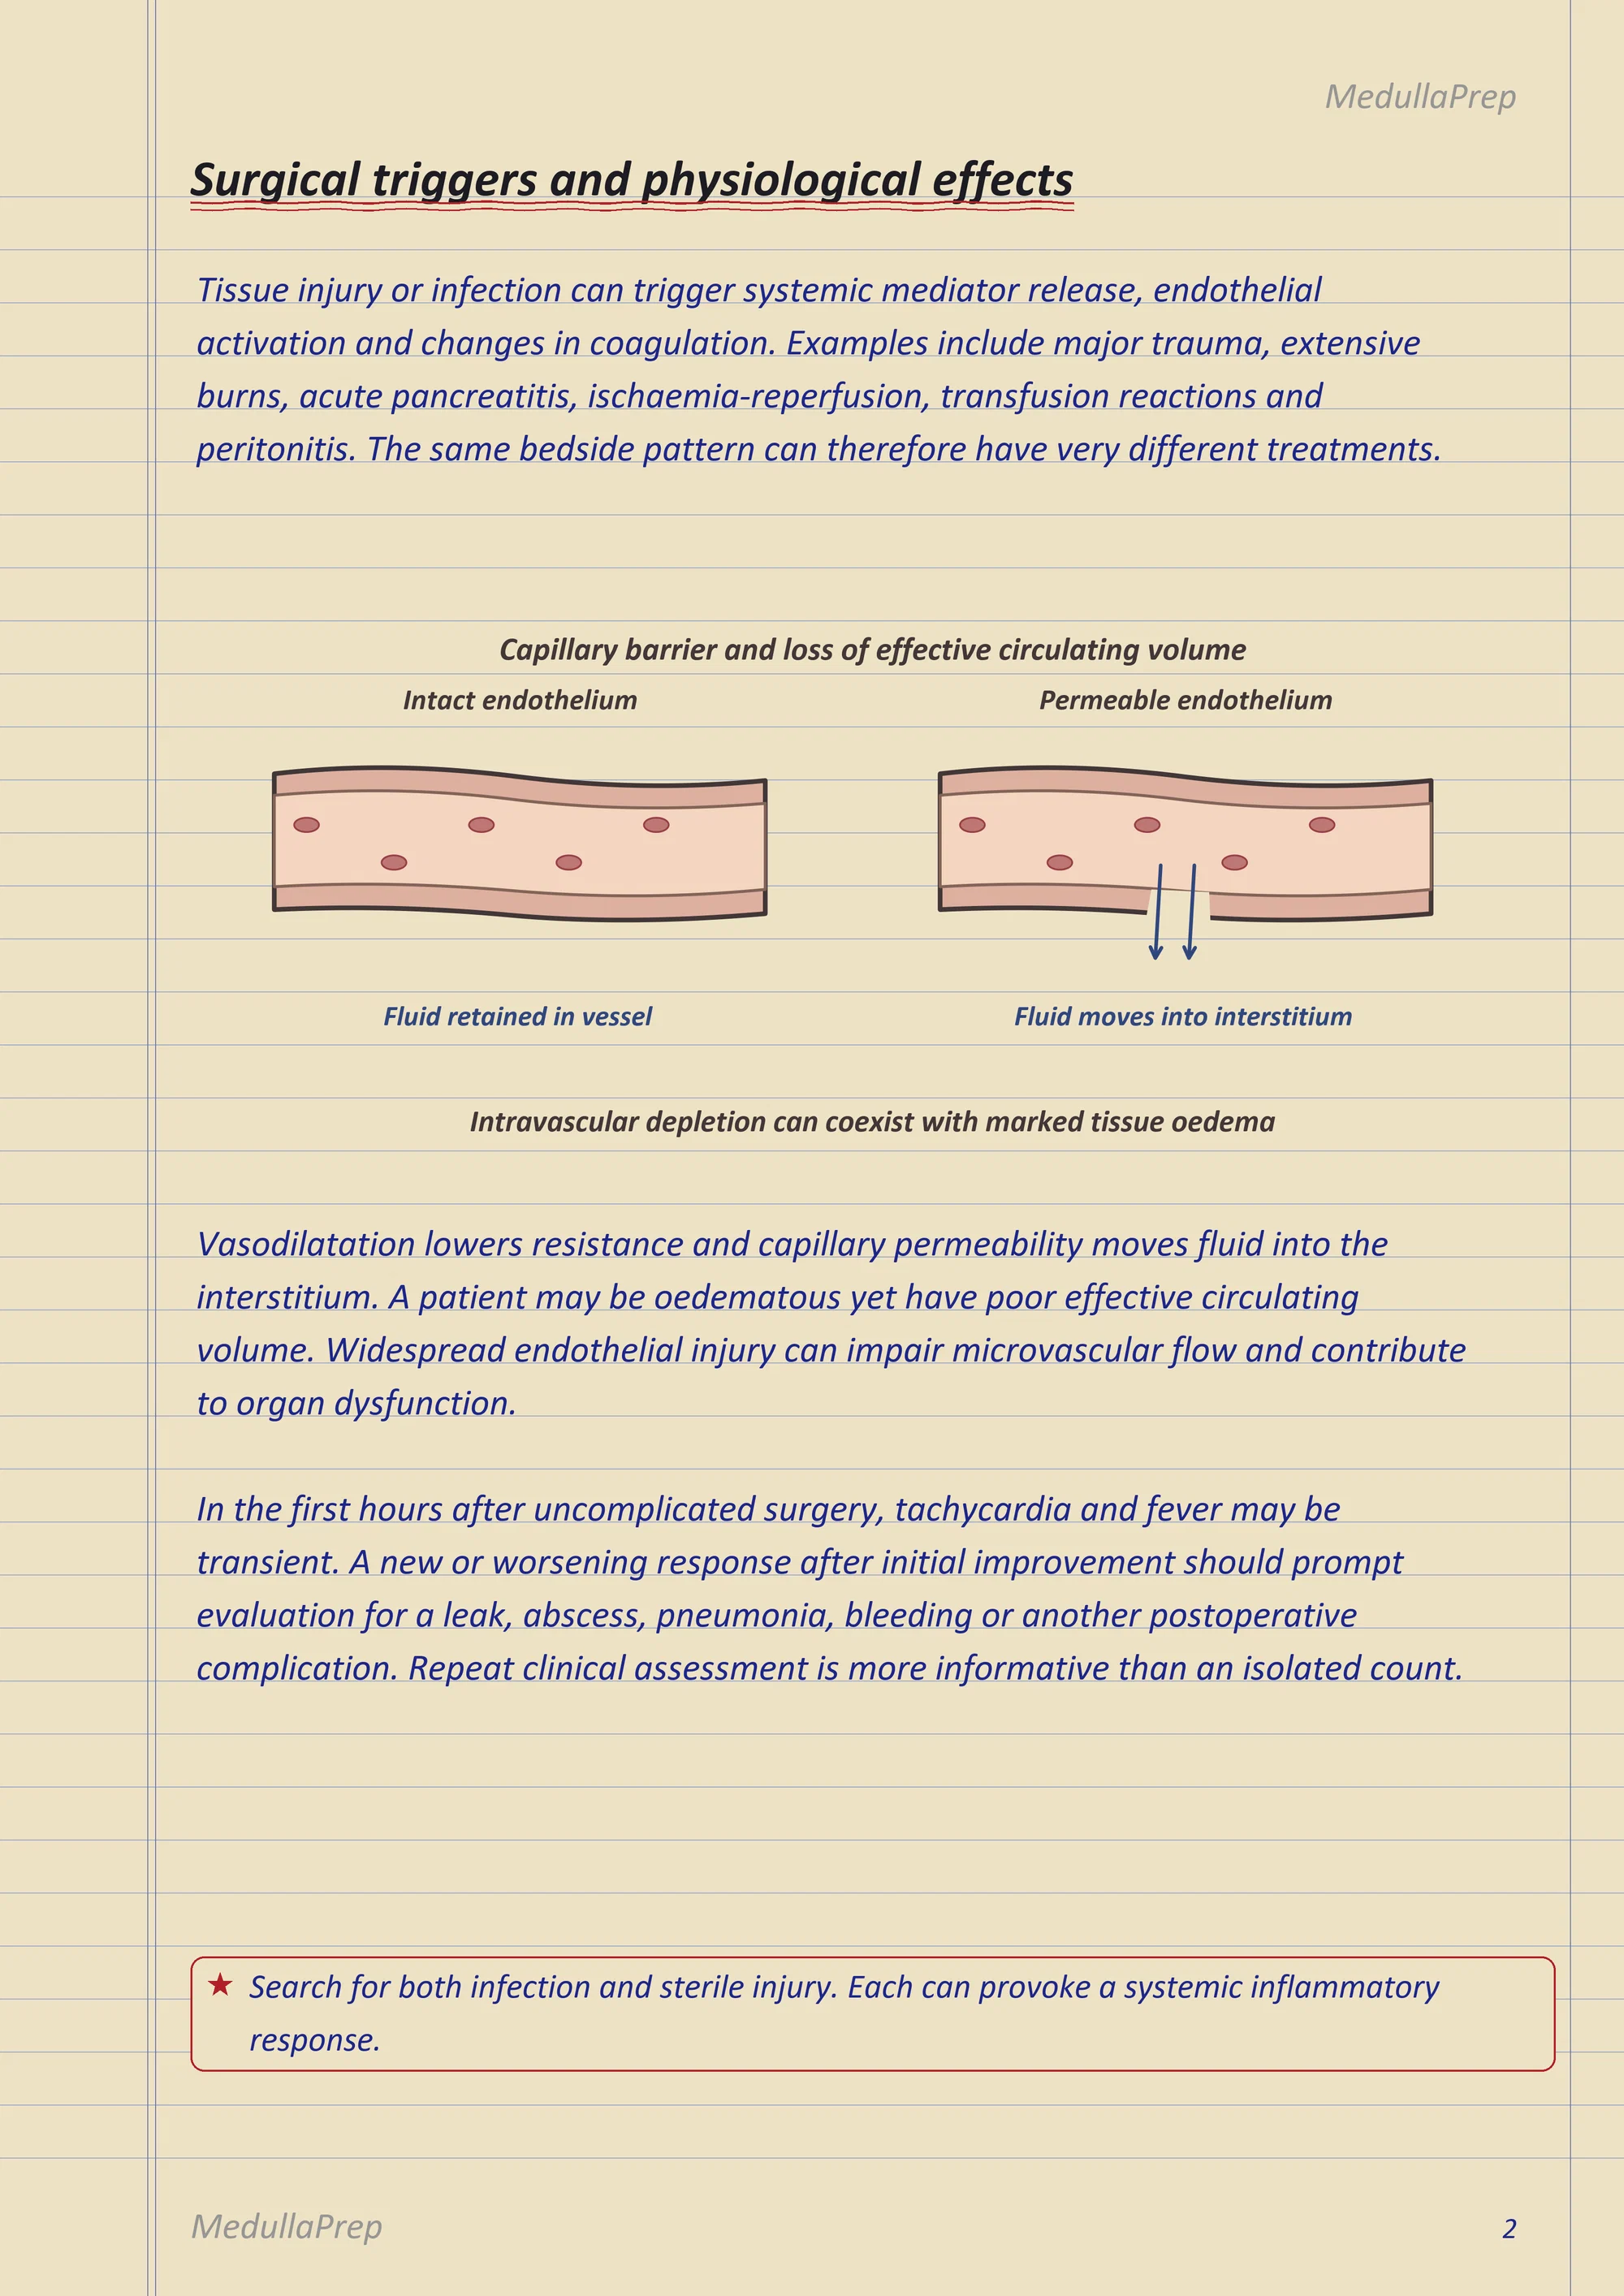 MedullaPrep
Surgical triggers and physiological effects
Tissue injury or infection can trigger systemic mediator release, endothelial
activation and changes in coagulation. Examples include major trauma, extensive
burns, acute pancreatitis, ischaemia-reperfusion, transfusion reactions and
peritonitis. The same bedside pattern can therefore have very different treatments.
Capillary barrier and loss of effective circulating volume
Intact endothelium
Permeable endothelium
Fluid retained in vessel
Fluid moves into interstitium
Intravascular depletion can coexist with marked tissue oedema
Vasodilatation lowers resistance and capillary permeability moves fluid into the
interstitium. A patient may be oedematous yet have poor effective circulating
volume. Widespread endothelial injury can impair microvascular flow and contribute
to organ dysfunction.
In the first hours after uncomplicated surgery, tachycardia and fever may be
transient. A new or worsening response after initial improvement should prompt
evaluation for a leak, abscess, pneumonia, bleeding or another postoperative
complication. Repeat clinical assessment is more informative than an isolated count.
★ Search for both infection and sterile injury. Each can provoke a systemic inflammatory
response.
MedullaPrep
2